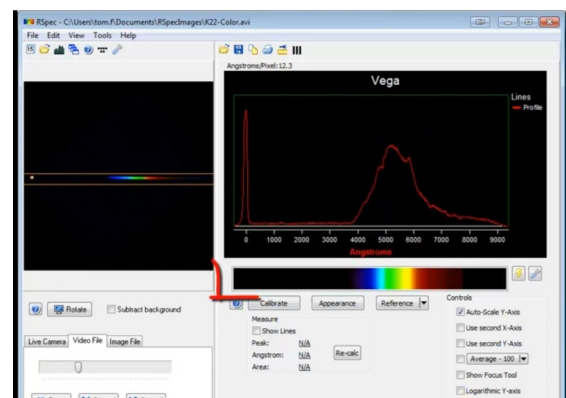 RSpec - C:\Users\tom.f\Documents\RSpecImages\K22-Color.avi
File Edit View Tools Help
Angstroms/Pixel: 12.3
Vega
Lines
Profile
0 1000 2000 3000 4000 5000 6000 7000 8000 9000
Angstroms
Rotate
Subtract background
Live Camera Video File Image File
Calibrate Appearance Reference
Measure
Show Lines
Peak: N/A
Angstrom: N/A
Area: N/A
Re-calc
Controls
Auto-Scale Y-Axis
Use second X-Axis
Use second Y-Axis
Average - 100
Show Focus Tool
Logarithmic Y-axis